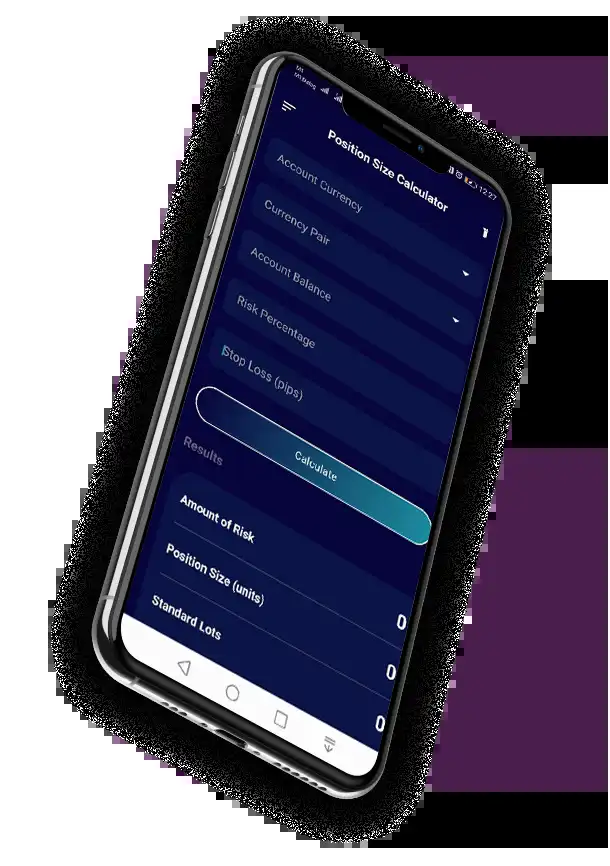 12:27
Position Size Calculator
Account Currency
Currency Pair
Account Balance
Risk Percentage
Stop Loss (pips)
Calculate
Results
Amount of Risk
0
Position Size (units)
0
Standard Lots
0